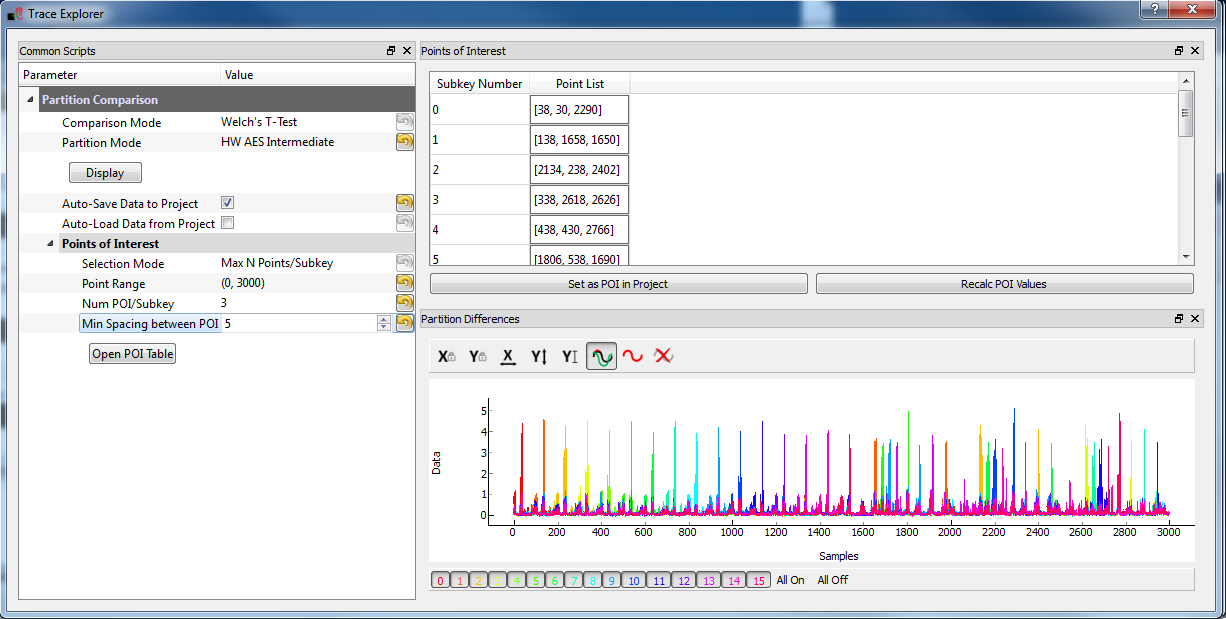 Trace Explorer
Common Scripts
Parameter Value
Partition Comparison
Comparison Mode Welch's T-Test
Partition Mode HW AES Intermediate
Display
Auto-Save Data to Project
Auto-Load Data from Project
Points of Interest
Selection Mode Max N Points/Subkey
Point Range (0, 3000)
Num POI/Subkey 3
Min Spacing between POI 5
Open POI Table
Points of Interest
Subkey Number Point List
0 [38, 30, 2290]
1 [138, 1658, 1650]
2 [2134, 238, 2402]
3 [338, 2618, 2626]
4 [438, 430, 2766]
5 [1806, 538, 1690]
Set as POI in Project Recalc POI Values
Partition Differences
X Y X Y Y
5
4
3
2
1
0
Data
0 200 400 600 800 1000 1200 1400 1600 1800 2000 2200 2400 2600 2800 3000
Samples
0 1 2 3 4 5 6 7 8 9 10 11 12 13 14 15 All On All Off